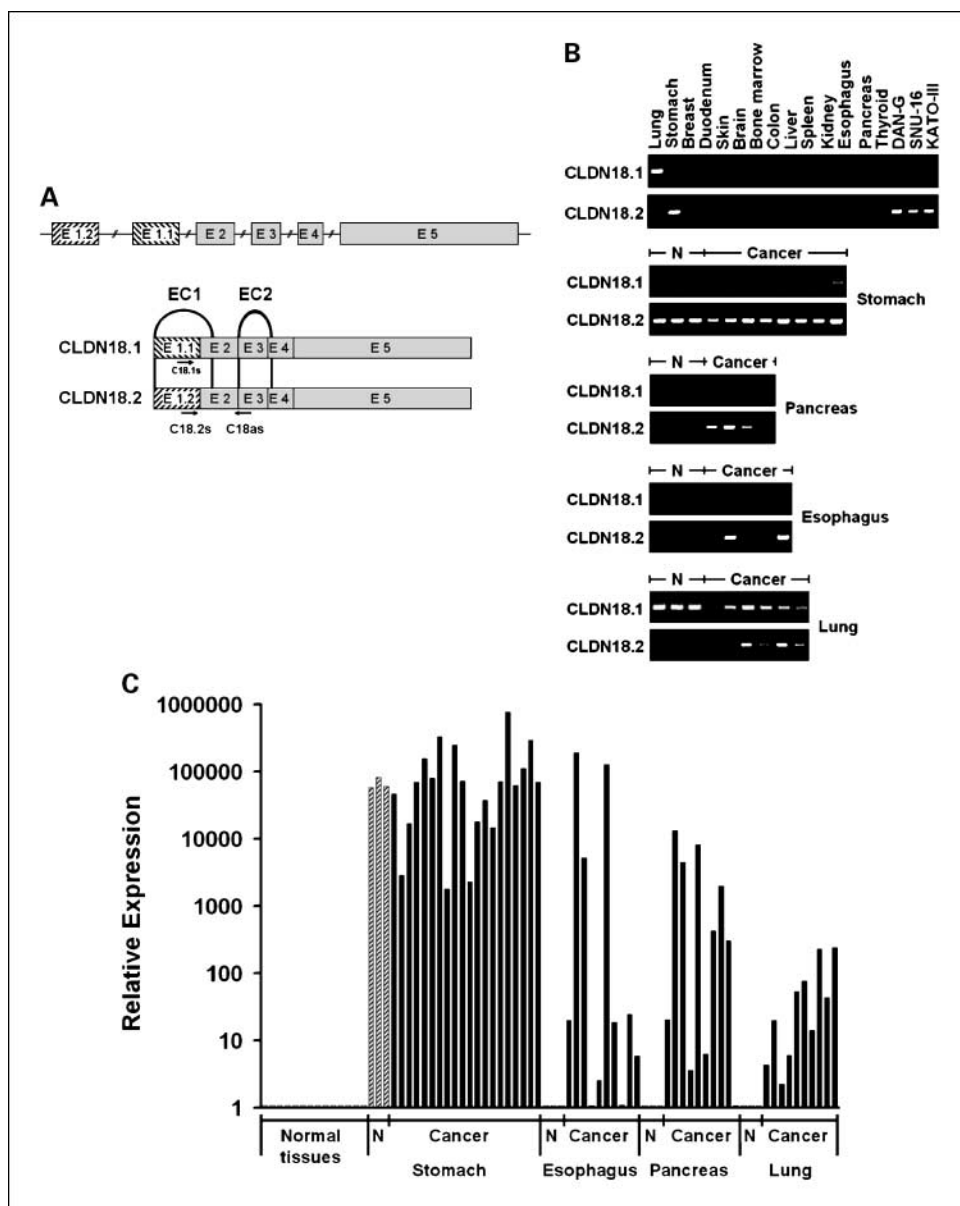 A
E 1.2 E 1.1 E 2 E 3 E 4 E 5
EC1 EC2
CLDN18.1 E 1.1 E 2 E 3 E 4 E 5
C18.1s
CLDN18.2 E 1.2 E 2 E 3 E 4 E 5
C18.2s C18as
B
Lung
Stomach
Breast
Duodenum
Skin
Brain
Bone marrow
Colon
Liver
Spleen
Kidney
Esophagus
Pancreas
Thyroid
DAN-G
SNU-16
KATO-III
CLDN18.1
CLDN18.2
N Cancer
CLDN18.1
CLDN18.2
Stomach
N Cancer
CLDN18.1
CLDN18.2
Pancreas
N Cancer
CLDN18.1
CLDN18.2
Esophagus
N Cancer
CLDN18.1
CLDN18.2
Lung
C
Relative Expression
1000000
100000
10000
1000
100
10
1
Normal tissues
N Cancer
Stomach
N Cancer
Esophagus
N Cancer
Pancreas
N Cancer
Lung